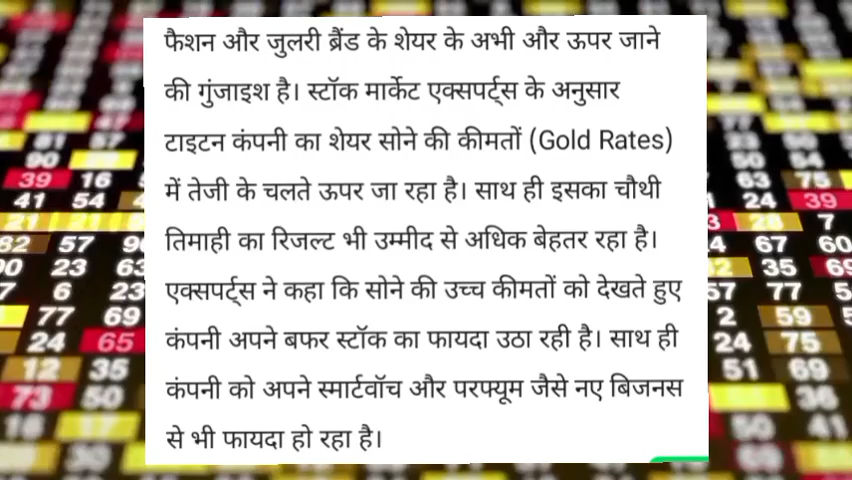 फैशन और जुलरी ब्रैंड के शेयर के अभी और ऊपर जाने
की गुंजाइश है। स्टॉक मार्केट एक्सपर्ट्स के अनुसार
टाइटन कंपनी का शेयर सोने की कीमतों (Gold Rates)
में तेजी के चलते ऊपर जा रहा है। साथ ही इसका चौथी
तिमाही का रिजल्ट भी उम्मीद से अधिक बेहतर रहा है।
एक्सपर्ट्स ने कहा कि सोने की उच्च कीमतों को देखते हुए
कंपनी अपने बफर स्टॉक का फायदा उठा रही है। साथ ही
कंपनी को अपने स्मार्टवॉच और परफ्यूम जैसे नए बिजनस
से भी फायदा हो रहा है।